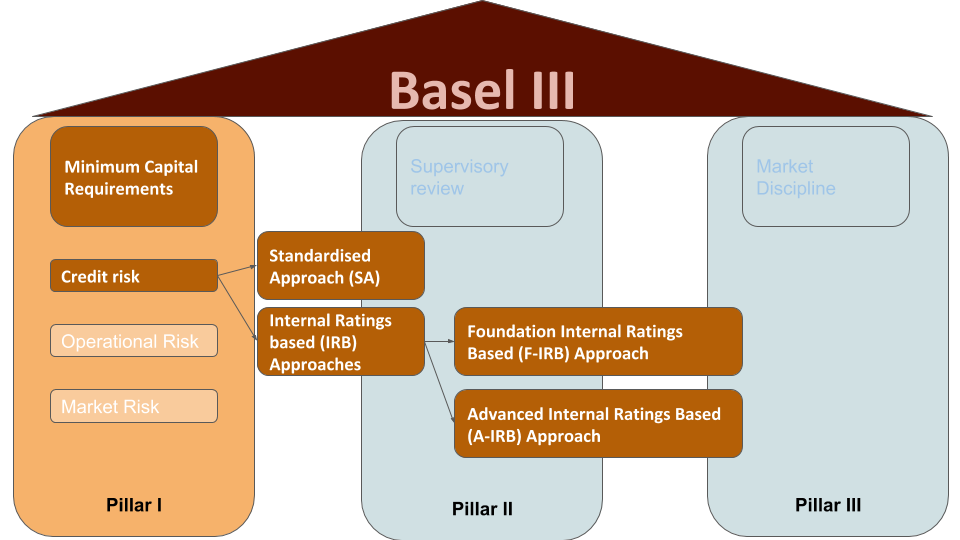 Basel III
Minimum Capital
Requirements
Supervisory
review
Market
Discipline
Credit risk
Standardised
Approach (SA)
Internal Ratings
based (IRB)
Approaches
Foundation Internal Ratings
Based (F-IRB) Approach
Operational Risk
Market Risk
Advanced Internal Ratings Based
(A-IRB) Approach
Pillar I
Pillar II
Pillar III